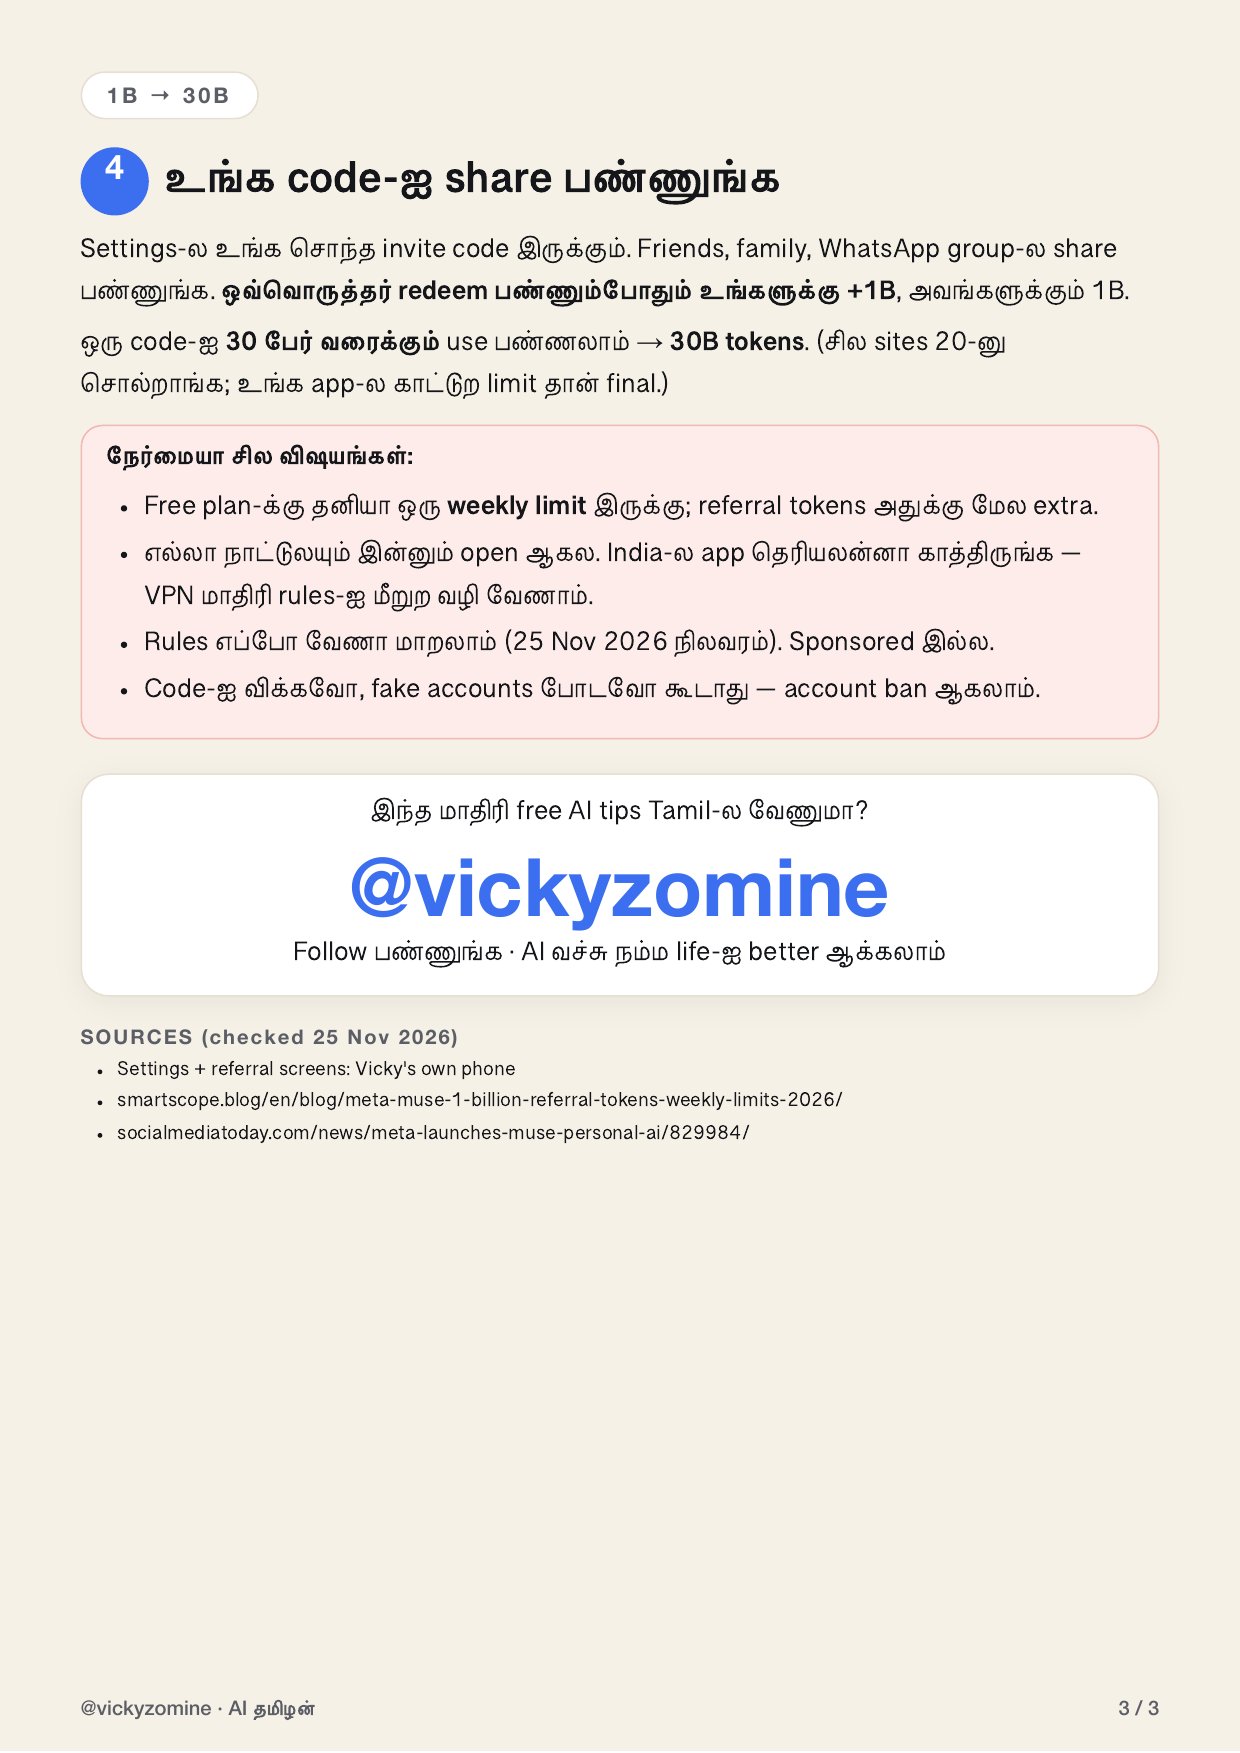 1B → 30B
4
உங்க code-ஐ share பண்ணுங்க
Settings-ல உங்க சொந்த invite code இருக்கும். Friends, family, WhatsApp group-ல share
பண்ணுங்க. ஒவ்வொருத்தர் redeem பண்ணும்போதும் உங்களுக்கு +1B, அவங்களுக்கும் 1B.
ஒரு code-ஐ 30 பேர் வரைக்கும் use பண்ணலாம் → 30B tokens. (சில sites 20-னு
சொல்றாங்க; உங்க app-ல காட்டுற limit தான் final.)
நேர்மையா சில விஷயங்கள்:
• Free plan-க்கு தனியா ஒரு weekly limit இருக்கு; referral tokens அதுக்கு மேல extra.
• எல்லா நாட்டுலயும் இன்னும் open ஆகல. India-ல app தெரியலன்னா காத்திருங்க —
VPN மாதிரி rules-ஐ மீறுற வழி வேணாம்.
• Rules எப்போ வேணா மாறலாம் (25 Nov 2026 நிலவரம்). Sponsored இல்ல.
• Code-ஐ விக்கவோ, fake accounts போடவோ கூடாது — account ban ஆகலாம்.
இந்த மாதிரி free AI tips Tamil-ல வேணுமா?
@vickyzomine
Follow பண்ணுங்க · AI வச்சு நம்ம life-ஐ better ஆக்கலாம்
SOURCES (checked 25 Nov 2026)
• Settings + referral screens: Vicky's own phone
• smartscope.blog/en/blog/meta-muse-1-billion-referral-tokens-weekly-limits-2026/
• socialmediatoday.com/news/meta-launches-muse-personal-ai/829984/
@vickyzomine · AI தமிழன்
3 / 3